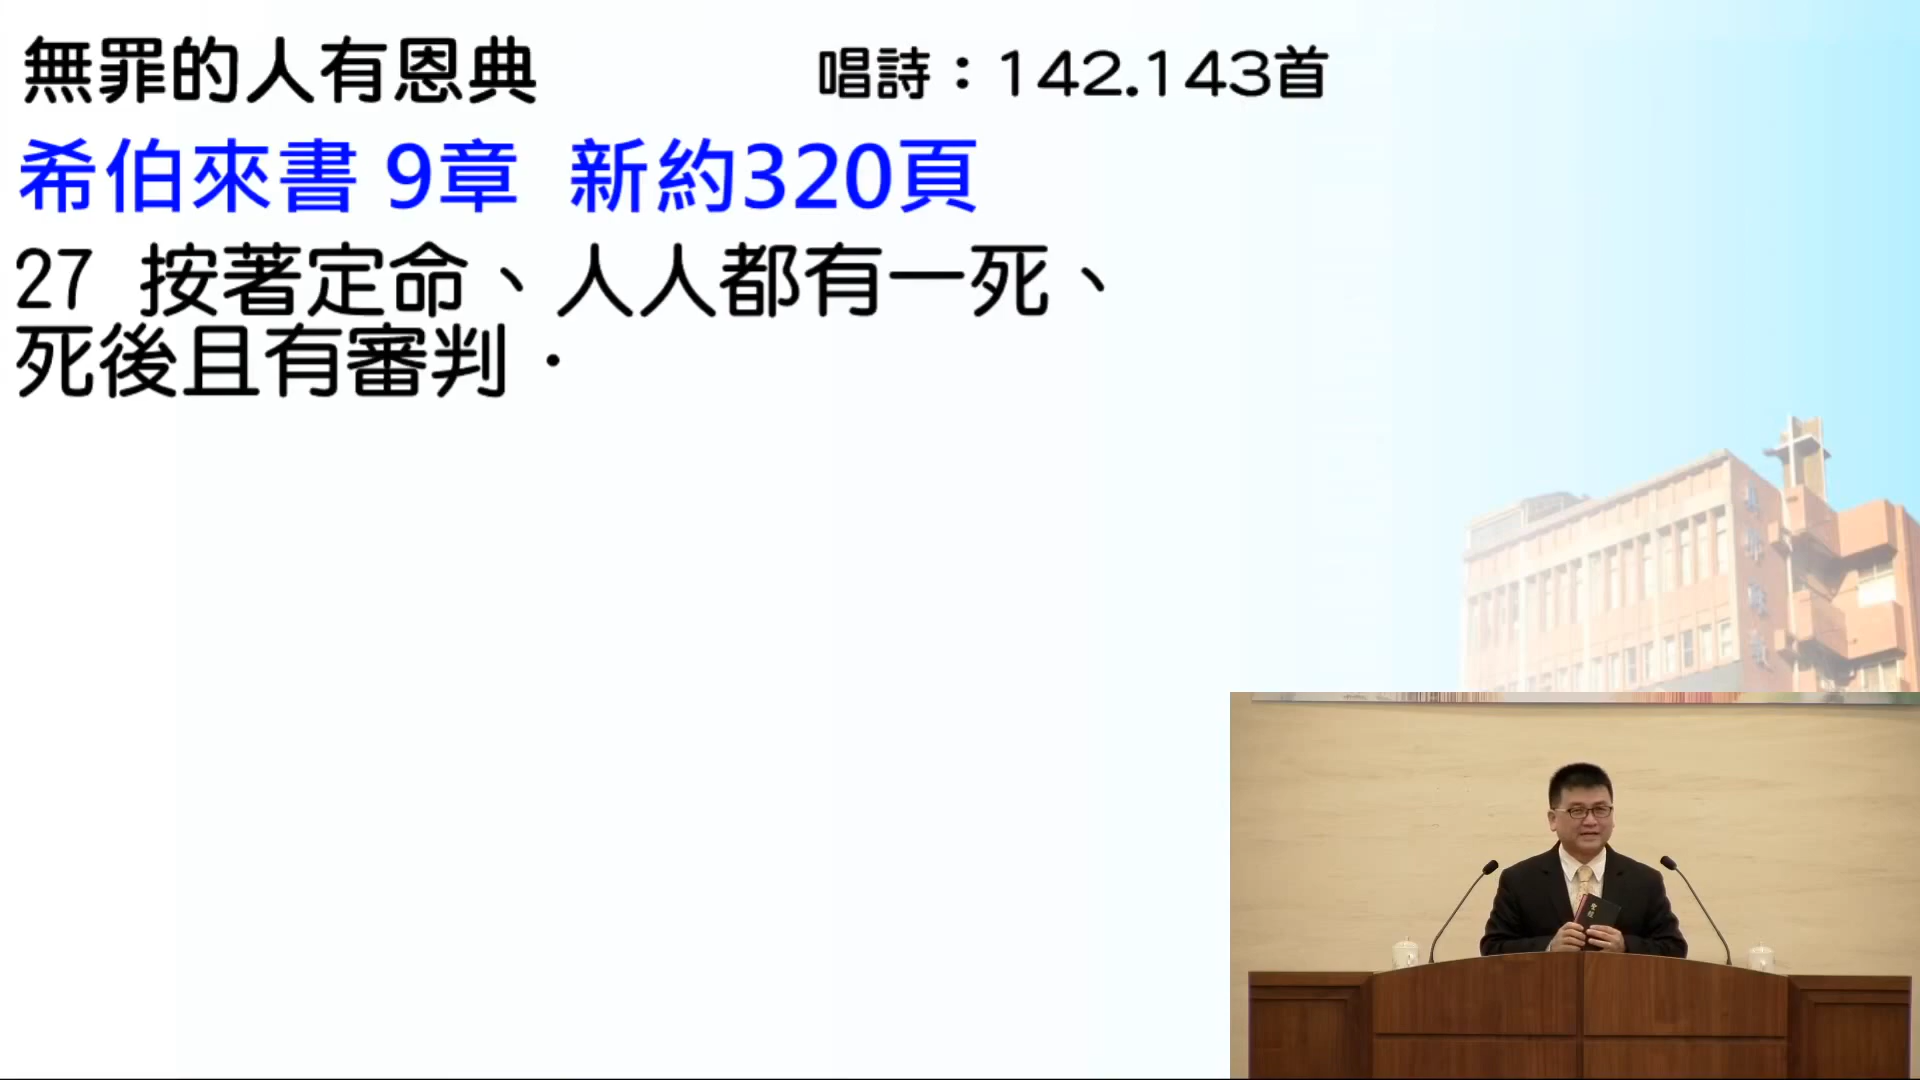 無罪的人有恩典 唱詩：142.143首
希伯來書 9章 新約320頁
27 按著定命、人人都有一死、
死後且有審判．
聖經